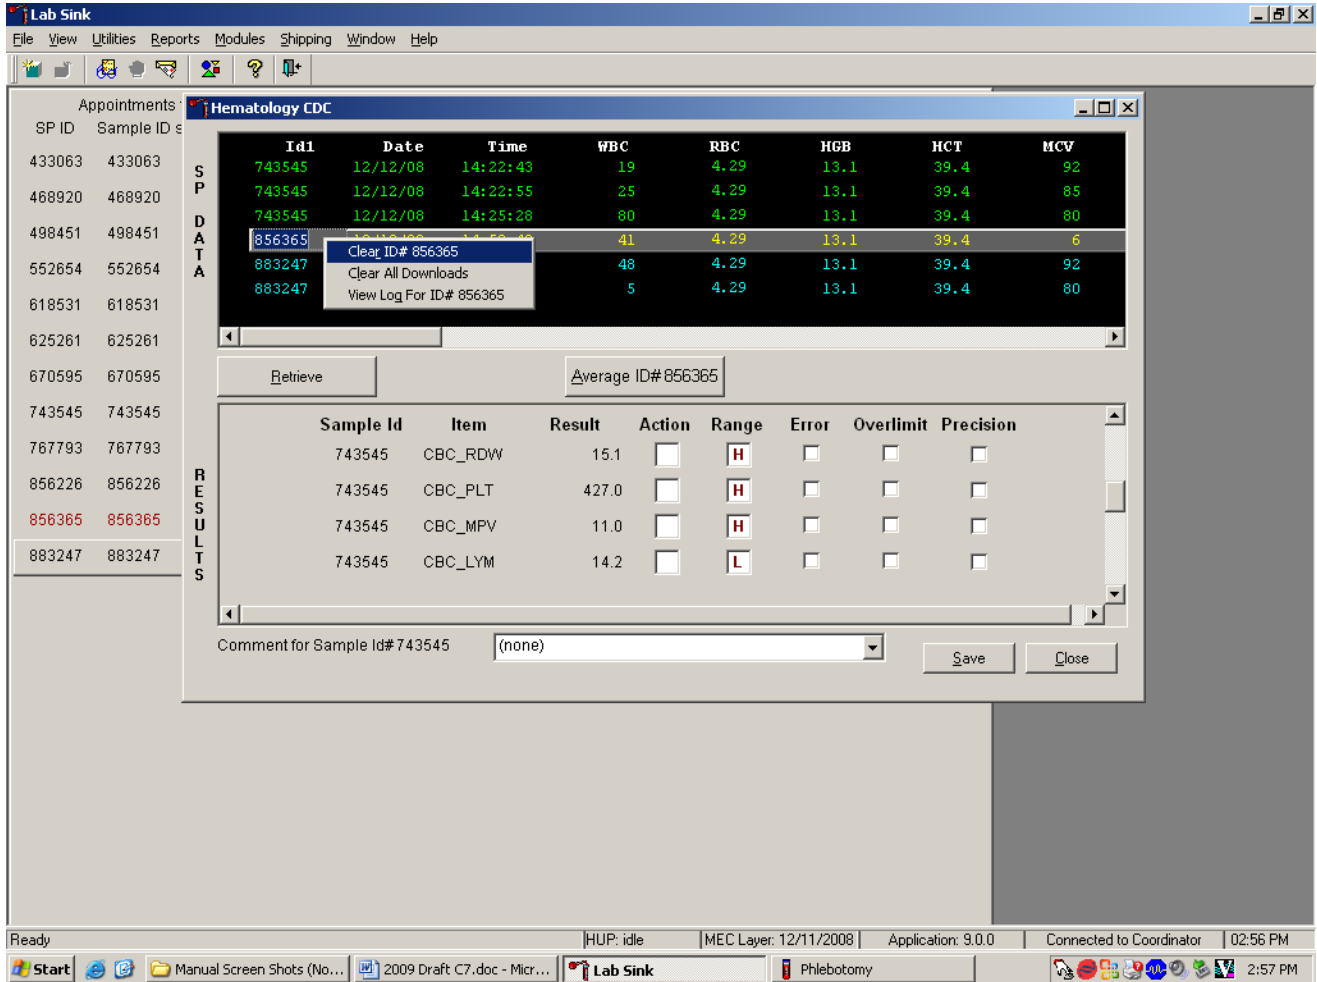 Lab Sink
File View Utilities Reports Modules Shipping Window Help
Appointments
SP ID Sample ID s
433063 433063
468920 468920
498451 498451
552654 552654
618531 618531
625261 625261
670595 670595
743545 743545
767793 767793
856226 856226
856365 856365
883247 883247
Hematology CDC
SP DATA
Id1 Date Time WBC RBC HGB HCT MCV
743545 12/12/08 14:22:43 19 4.29 13.1 39.4 92
743545 12/12/08 14:22:55 25 4.29 13.1 39.4 85
743545 12/12/08 14:25:28 80 4.29 13.1 39.4 80
856365 41 4.29 13.1 39.4 6
883247 48 4.29 13.1 39.4 92
883247 5 4.29 13.1 39.4 80
Clear ID# 856365
Clear All Downloads
View Log For ID# 856365
Retrieve Average ID# 856365
RESULTS
Sample Id Item Result Action Range Error Overlimit Precision
743545 CBC_RDW 15.1 H
743545 CBC_PLT 427.0 H
743545 CBC_MPV 11.0 H
743545 CBC_LYM 14.2 L
Comment for Sample Id# 743545 (none)
Save Close
Ready HUP: idle MEC Layer: 12/11/2008 Application: 9.0.0 Connected to Coordinator 02:56 PM
Start Manual Screen Shots (No... 2009 Draft C7.doc - Micr... Lab Sink Phlebotomy 2:57 PM